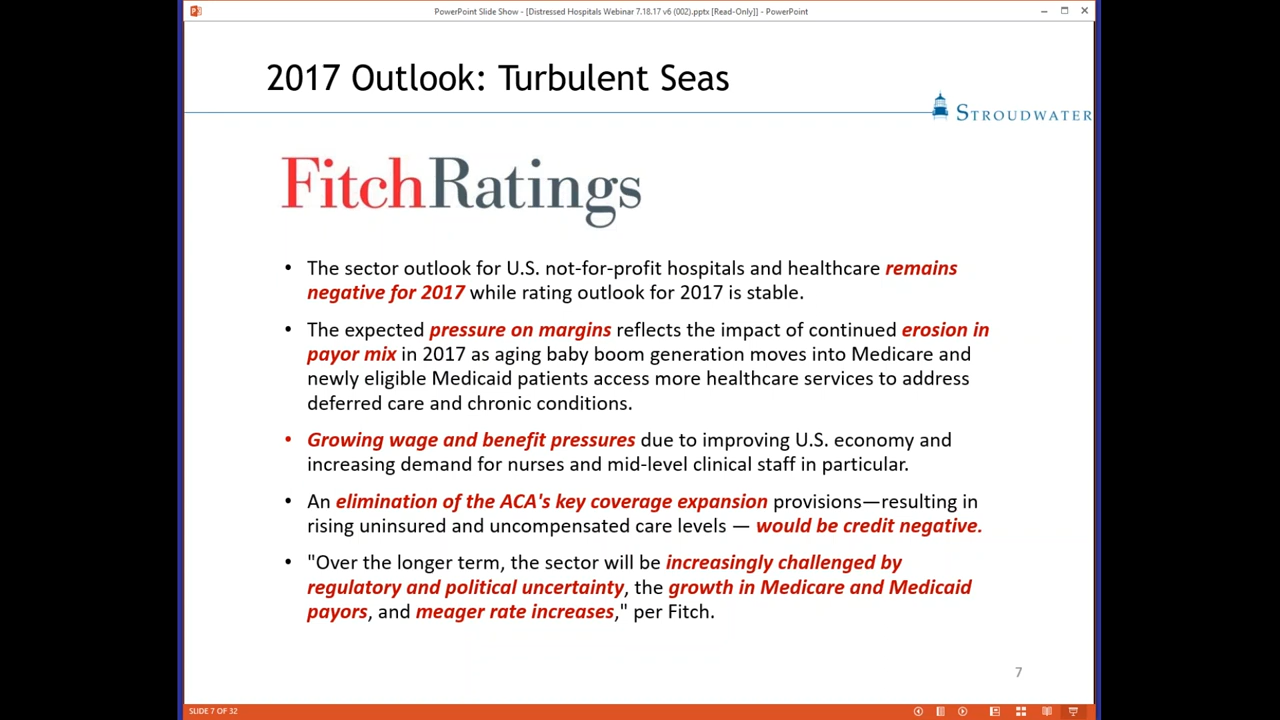 PowerPoint Slide Show - [Distressed Hospitals Webinar 7.18.17 v6 (002).pptx [Read-Only]] - PowerPoint
2017 Outlook: Turbulent Seas
STROUDWATER
FitchRatings
• The sector outlook for U.S. not-for-profit hospitals and healthcare remains
negative for 2017 while rating outlook for 2017 is stable.
• The expected pressure on margins reflects the impact of continued erosion in
payor mix in 2017 as aging baby boom generation moves into Medicare and
newly eligible Medicaid patients access more healthcare services to address
deferred care and chronic conditions.
• Growing wage and benefit pressures due to improving U.S. economy and
increasing demand for nurses and mid-level clinical staff in particular.
• An elimination of the ACA's key coverage expansion provisions—resulting in
rising uninsured and uncompensated care levels — would be credit negative.
• "Over the longer term, the sector will be increasingly challenged by
regulatory and political uncertainty, the growth in Medicare and Medicaid
payors, and meager rate increases," per Fitch.
7
SLIDE 7 OF 32